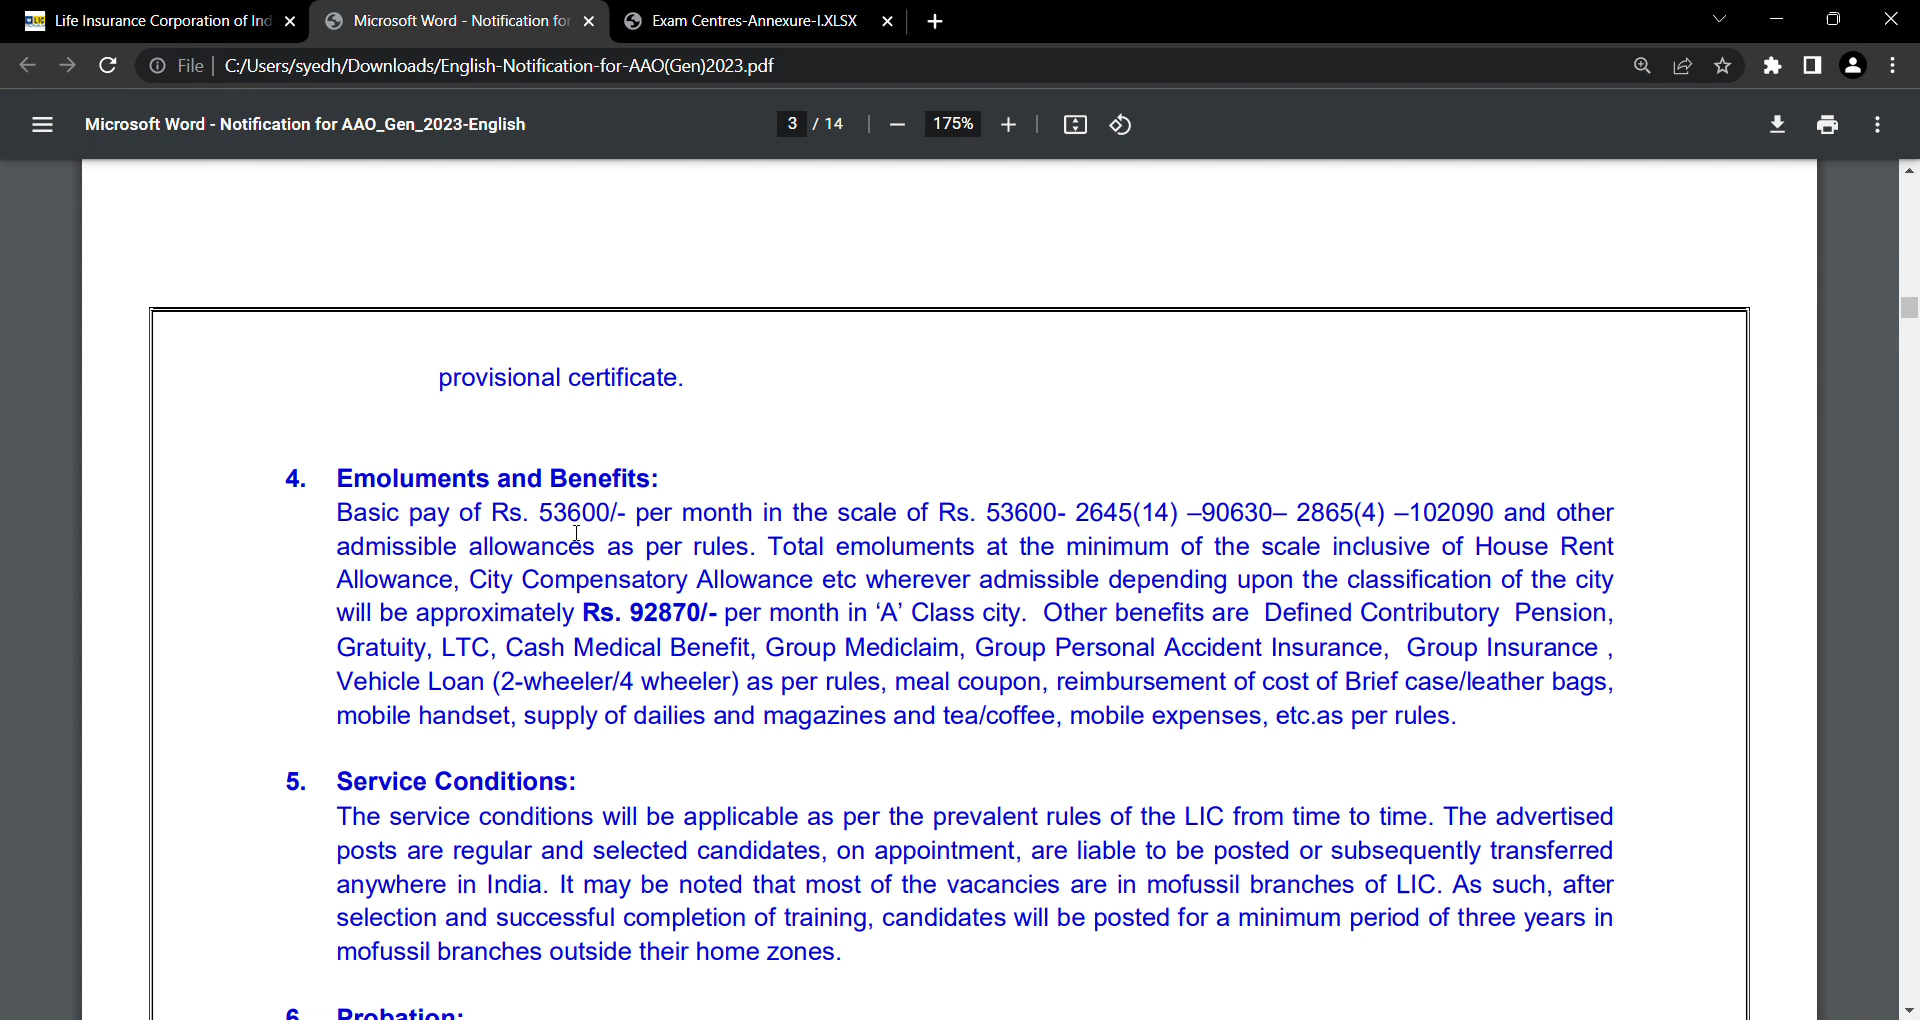 Life Insurance Corporation of Ind
Microsoft Word - Notification for
Exam Centres-Annexure-I.XLSX
File
C:/Users/syedh/Downloads/English-Notification-for-AAO(Gen)2023.pdf
Microsoft Word - Notification for AAO_Gen_2023-English
3 / 14
175%
provisional certificate.
4. Emoluments and Benefits:
Basic pay of Rs. 53600/- per month in the scale of Rs. 53600- 2645(14) –90630– 2865(4) –102090 and other
admissible allowances as per rules. Total emoluments at the minimum of the scale inclusive of House Rent
Allowance, City Compensatory Allowance etc wherever admissible depending upon the classification of the city
will be approximately Rs. 92870/- per month in ‘A’ Class city. Other benefits are Defined Contributory Pension,
Gratuity, LTC, Cash Medical Benefit, Group Mediclaim, Group Personal Accident Insurance, Group Insurance ,
Vehicle Loan (2-wheeler/4 wheeler) as per rules, meal coupon, reimbursement of cost of Brief case/leather bags,
mobile handset, supply of dailies and magazines and tea/coffee, mobile expenses, etc.as per rules.
5. Service Conditions:
The service conditions will be applicable as per the prevalent rules of the LIC from time to time. The advertised
posts are regular and selected candidates, on appointment, are liable to be posted or subsequently transferred
anywhere in India. It may be noted that most of the vacancies are in mofussil branches of LIC. As such, after
selection and successful completion of training, candidates will be posted for a minimum period of three years in
mofussil branches outside their home zones.
6. Probation: